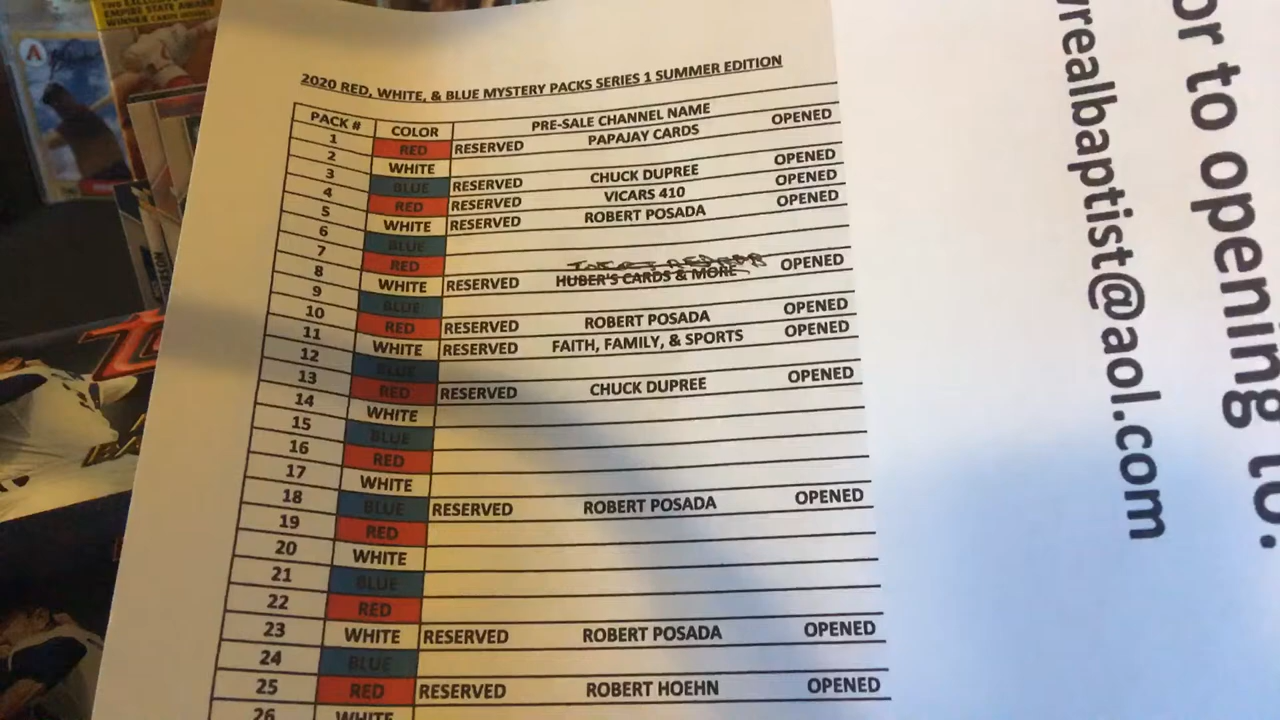 2020 RED, WHITE, & BLUE MYSTERY PACKS SERIES 1 SUMMER EDITION
PACK # COLOR PRE-SALE CHANNEL NAME
1 RED RESERVED PAPAJAY CARDS OPENED
2 WHITE
3 BLUE RESERVED CHUCK DUPREE OPENED
4 RED RESERVED VICARS 410 OPENED
5 WHITE RESERVED ROBERT POSADA OPENED
6 BLUE
7 RED
8 WHITE RESERVED HUBER'S CARDS & MORE OPENED
9 BLUE
10 RED RESERVED ROBERT POSADA OPENED
11 WHITE RESERVED FAITH, FAMILY, & SPORTS OPENED
12 BLUE
13 RED RESERVED CHUCK DUPREE OPENED
14 WHITE
15 BLUE
16 RED
17 WHITE
18 BLUE RESERVED ROBERT POSADA OPENED
19 RED
20 WHITE
21 BLUE
22 RED
23 WHITE RESERVED ROBERT POSADA OPENED
24 BLUE
25 RED RESERVED ROBERT HOEHN OPENED
26 WHITE
or to opening to.
realbaptist@aol.com
EMPIRE STATE AWARD
WINNER CARDS